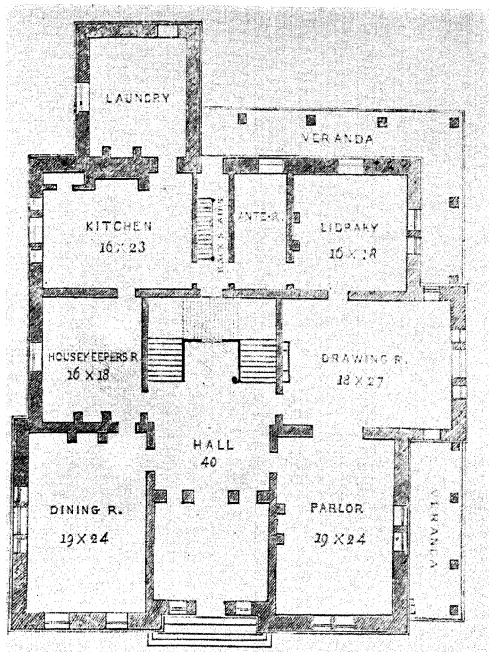 LAUNDRY
VERANDA
KITCHEN
16 X 23
BACK STAIRS
ANTE-R.
LIBRARY
16 X 18
HOUSEKEEPERS R.
16 X 18
DRAWING R.
18 X 27
HALL
40
DINING R.
19 X 24
PARLOR
19 X 24
VERANDA